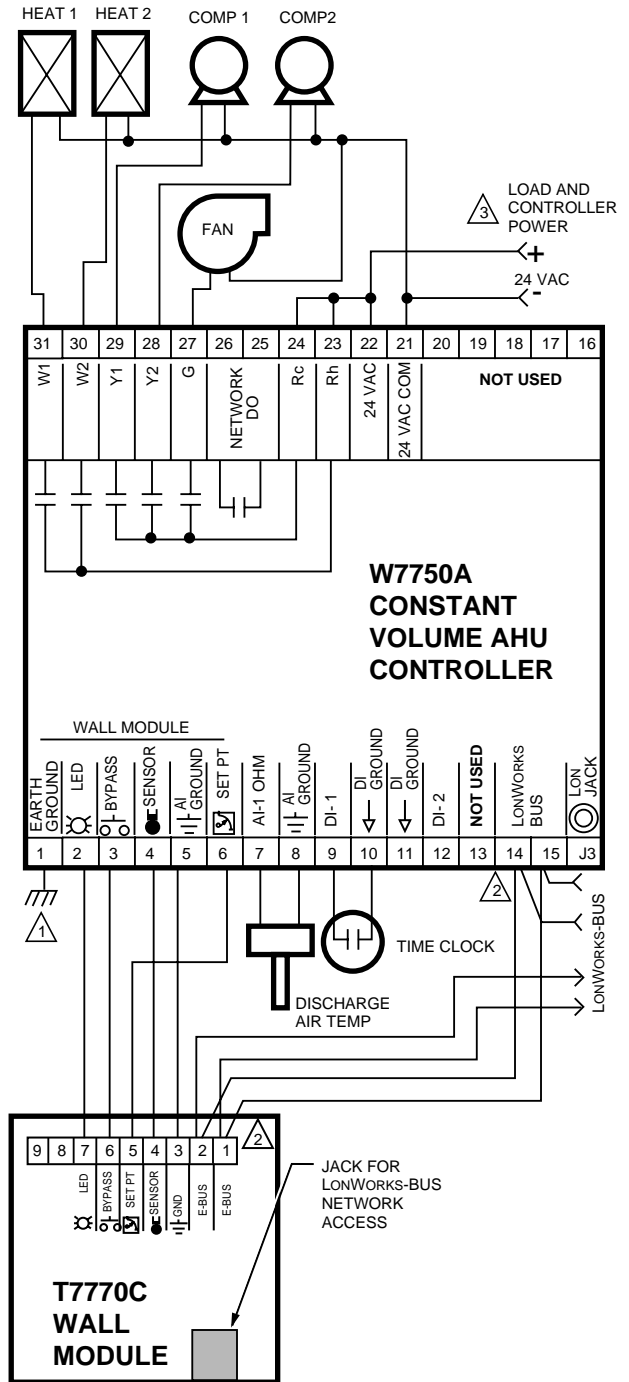 HEAT 1 HEAT 2 COMP 1 COMP2
FAN
3
LOAD AND
CONTROLLER
POWER
+
24 VAC
-
31 30 29 28 27 26 25 24 23 22 21 20 19 18 17 16
W1
W2
Y1
Y2
G
NETWORK
DO
Rc
Rh
24 VAC
24 VAC COM
NOT USED
W7750A
CONSTANT
VOLUME AHU
CONTROLLER
WALL MODULE
EARTH
GROUND
LED
BYPASS
SENSOR
AI
GROUND
SET PT
AI-1 OHM
AI
GROUND
DI- 1
DI
GROUND
DI
GROUND
DI- 2
NOT USED
LONWORKS
BUS
LON
JACK
1 2 3 4 5 6 7 8 9 10 11 12 13 14 15 J3
1
2
TIME CLOCK
DISCHARGE
AIR TEMP
LONWORKS-BUS
9 8 7 6 5 4 3 2 1
2
LED
BYPASS
SET PT
SENSOR
GND
E-BUS
E-BUS
JACK FOR
LONWORKS-BUS
NETWORK
ACCESS
T7770C
WALL
MODULE